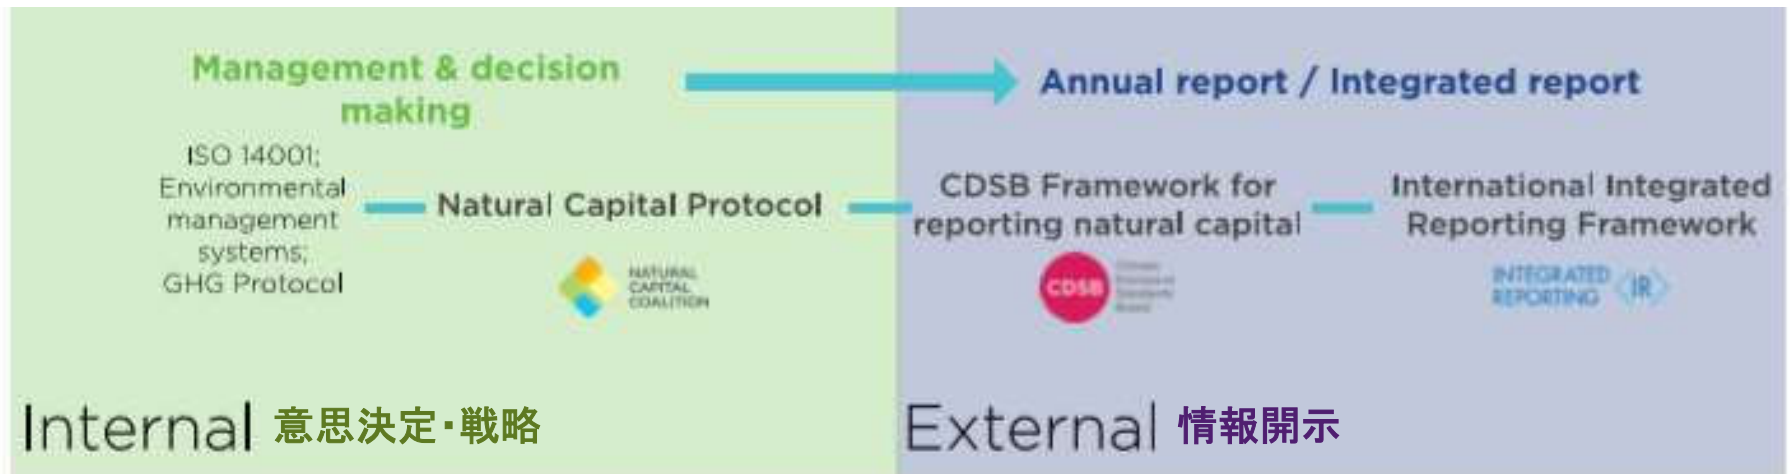 Management & decision
making
Annual report / Integrated report
ISO 14001;
Environmental
management
systems;
GHG Protocol
Natural Capital Protocol
CDSB Framework for
reporting natural capital
International Integrated
Reporting Framework
NATURAL
CAPITAL
COALITION
CDSB
INTEGRATED
REPORTING
IR
Internal 意思決定・戦略
External 情報開示